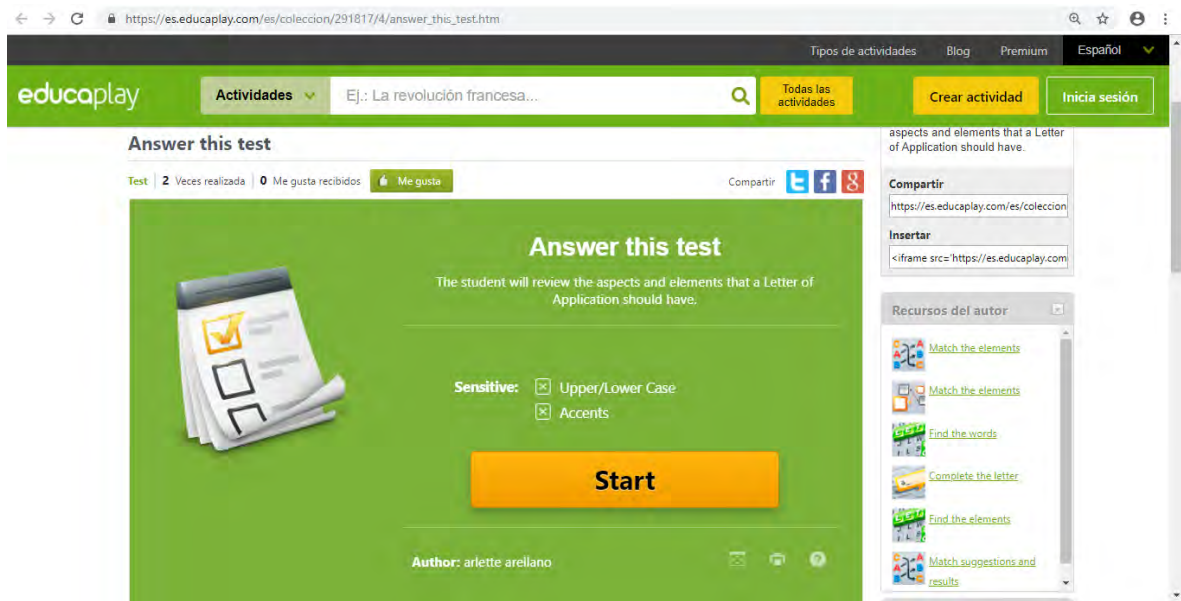 https://es.educaplay.com/es/coleccion/291817/4/answer_this_test.htm
Tipos de actividades Blog Premium Español
educaplay Actividades Ej.: La revolución francesa... Todas las actividades Crear actividad Inicia sesión
Answer this test
Test 2 Veces realizada 0 Me gusta recibidos Me gusta Compartir
Answer this test
The student will review the aspects and elements that a Letter of
Application should have.
Sensitive: Upper/Lower Case
Accents
Start
Author: arlette arellano
aspects and elements that a Letter
of Application should have.
Compartir
https://es.educaplay.com/es/coleccion
Insertar
<iframe src='https://es.educaplay.com
Recursos del autor
Match the elements
Match the elements
Find the words
Complete the letter
Find the elements
Match suggestions and
results